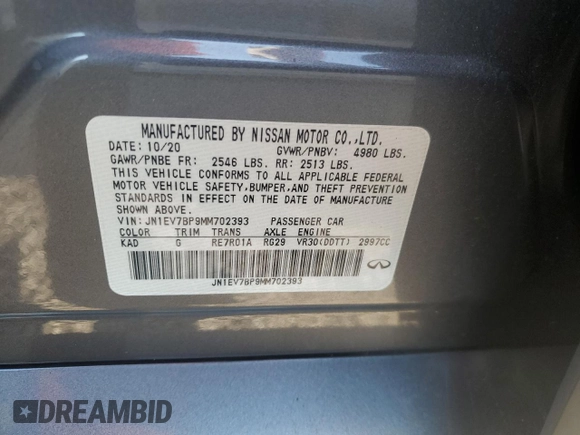 MANUFACTURED BY NISSAN MOTOR CO.,LTD.
DATE: 10/20 GVWR/PNBV: 4980 LBS.
GAWR/PNBE FR: 2546 LBS. RR: 2513 LBS.
THIS VEHICLE CONFORMS TO ALL APPLICABLE FEDERAL
MOTOR VEHICLE SAFETY,BUMPER,AND THEFT PREVENTION
STANDARDS IN EFFECT ON THE DATE OF MANUFACTURE
SHOWN ABOVE.
VIN: JN1EV7BP9MM702393 PASSENGER CAR
COLOR TRIM TRANS AXLE ENGINE
KAD G RE7R01A RG29 VR30(DDTT) 2997CC
JN1EV7BP9MM702393
DREAMBID